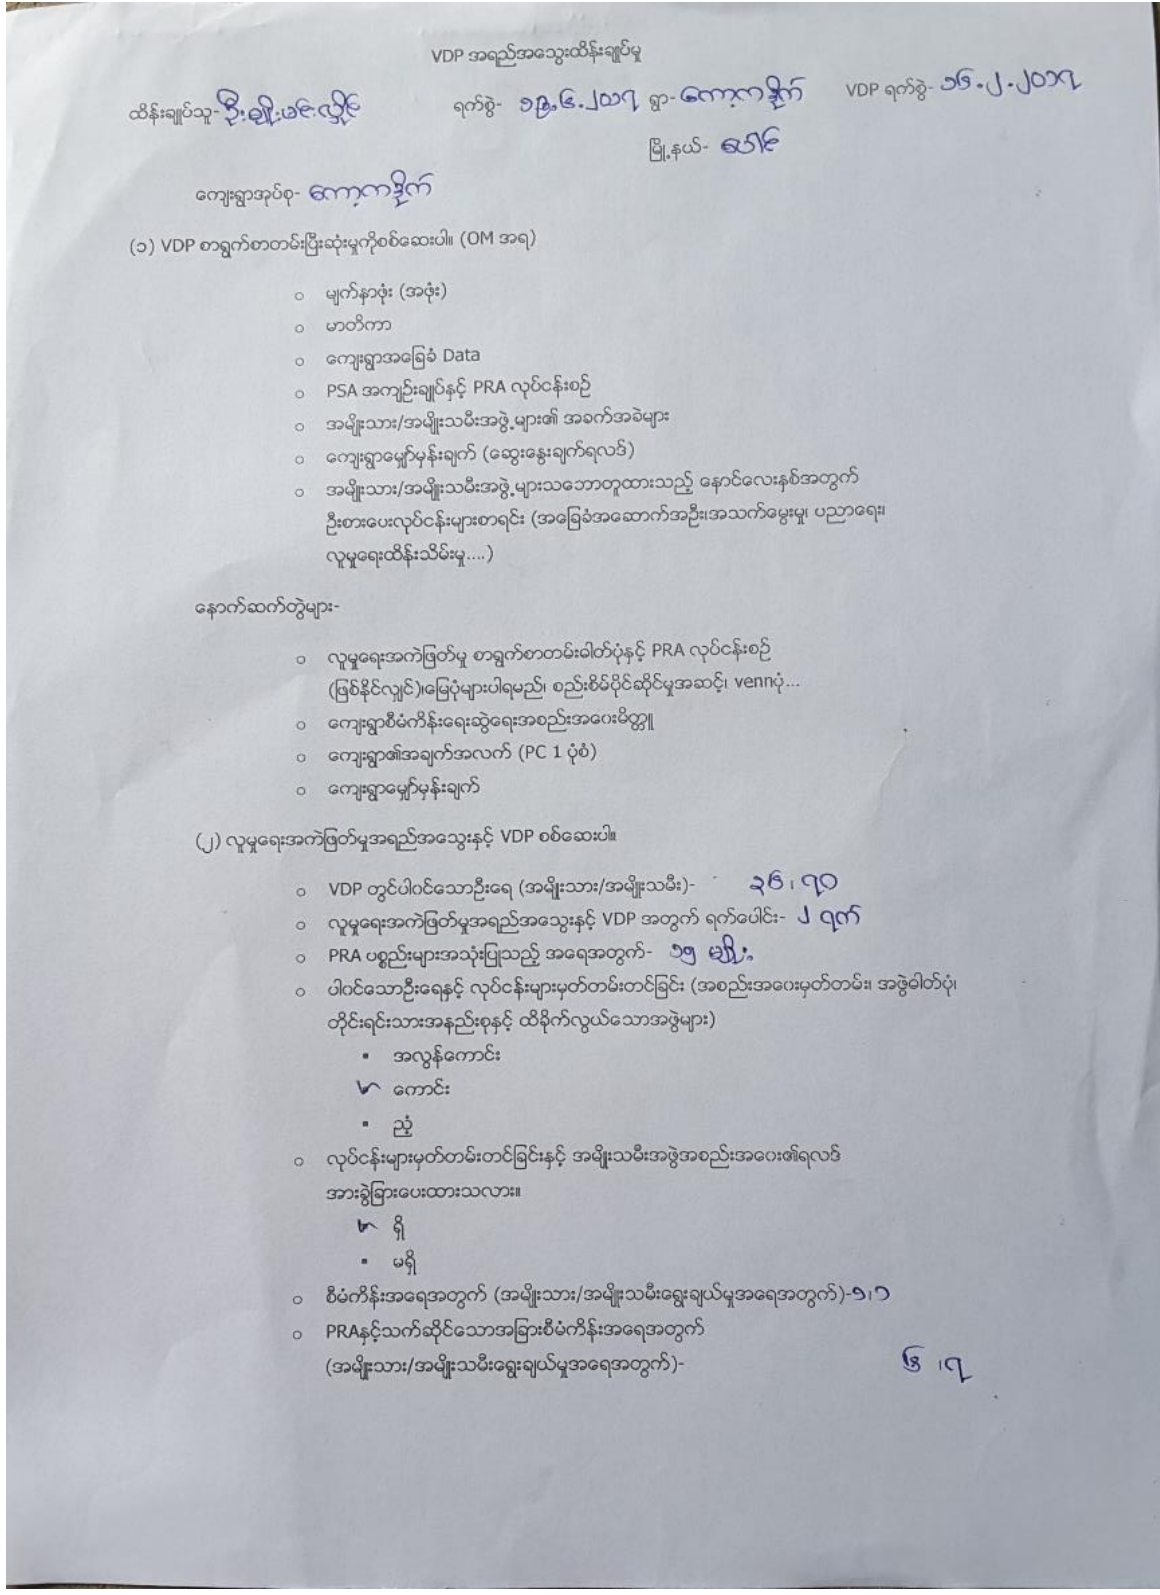 VDP အရည်အသွေးထိန်းချုပ်မှု
ထိန်းချုပ်သူ- ဦးမျိုးမင်းလှိုင် ရက်စွဲ- ၁၃.၆.၂၀၁၇ ရွာ- ကော့ကဒိုက် VDP ရက်စွဲ- ၁၆.၂.၂၀၁၇
မြို့နယ်- ပေါင်
ကျေးရွာအုပ်စု- ကော့ကဒိုက်
(၁) VDP စာရွက်စာတမ်းပြီးဆုံးမှုကိုစစ်ဆေးပါ။ (OM အရ)
○ မျက်နှာဖုံး (အဖုံး)
○ မာတိကာ
○ ကျေးရွာအခြေခံ Data
○ PSA အကျဉ်းချုပ်နှင့် PRA လုပ်ငန်းစဉ်
○ အမျိုးသား/အမျိုးသမီးအဖွဲ့များ၏ အခက်အခဲများ
○ ကျေးရွာမျှော်မှန်းချက် (ဆွေးနွေးချက်ရလဒ်)
○ အမျိုးသား/အမျိုးသမီးအဖွဲ့များသဘောတူထားသည့် နောင်လေးနှစ်အတွက်
ဦးစားပေးလုပ်ငန်းများစာရင်း (အခြေခံအဆောက်အဦး၊အသက်မွေးမှု၊ ပညာရေး၊
လူမှုရေးထိန်းသိမ်းမှု....)
နောက်ဆက်တွဲများ-
○ လူမှုရေးအကဲဖြတ်မှု စာရွက်စာတမ်းဓါတ်ပုံနှင့် PRA လုပ်ငန်းစဉ်
(ဖြစ်နိုင်လျှင်)၊မြေပုံများပါရမည်၊ စည်းစိမ်ပိုင်ဆိုင်မှုအဆင့်၊ vennပုံ...
○ ကျေးရွာစီမံကိန်းရေးဆွဲရေးအစည်းအဝေးမိတ္တူ
○ ကျေးရွာ၏အချက်အလက် (PC 1 ပုံစံ)
○ ကျေးရွာမျှော်မှန်းချက်
(၂) လူမှုရေးအကဲဖြတ်မှုအရည်အသွေးနှင့် VDP စစ်ဆေးပါ။
○ VDP တွင်ပါဝင်သောဦးရေ (အမျိုးသား/အမျိုးသမီး)- ၃၆၊ ၇၀
○ လူမှုရေးအကဲဖြတ်မှုအရည်အသွေးနှင့် VDP အတွက် ရက်ပေါင်း- ၂ ရက်
○ PRA ပစ္စည်းများအသုံးပြုသည့် အရေအတွက်- ၁၅ မျိုး
○ ပါဝင်သောဦးရေနှင့် လုပ်ငန်းများမှတ်တမ်းတင်ခြင်း (အစည်းအဝေးမှတ်တမ်း၊ အဖွဲဓါတ်ပုံ၊
တိုင်းရင်းသားအနည်းစုနှင့် ထိခိုက်လွယ်သောအဖွဲများ)
▪ အလွန်ကောင်း
✓ ကောင်း
▪ ညံ့
○ လုပ်ငန်းများမှတ်တမ်းတင်ခြင်းနှင့် အမျိုးသမီးအဖွဲအစည်းအဝေး၏ရလဒ်
အားခွဲခြားပေးထားသလား။
✓ ရှိ
▪ မရှိ
○ စီမံကိန်းအရေအတွက် (အမျိုးသား/အမျိုးသမီးရွေးချယ်မှုအရေအတွက်)-၁၊၁
○ PRAနှင့်သက်ဆိုင်သောအခြားစီမံကိန်းအရေအတွက်
(အမျိုးသား/အမျိုးသမီးရွေးချယ်မှုအရေအတွက်)- ၆ ၊၇